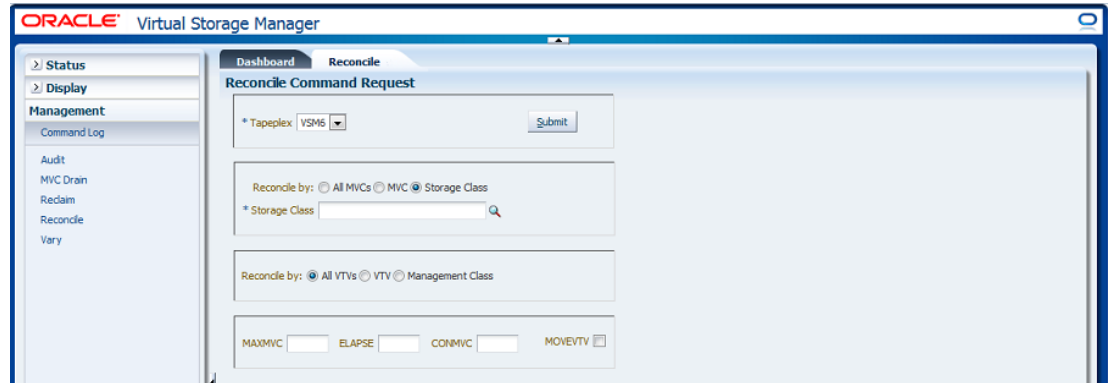 ORACLE Virtual Storage Manager
Status
Display
Management
Command Log
Audit
MVC Drain
Reclaim
Reconcile
Vary
Dashboard Reconcile
Reconcile Command Request
* Tapeplex VSM6 Submit
Reconcile by: All MVCs MVC Storage Class
* Storage Class
Reconcile by: All VTVs VTV Management Class
MAXMVC ELAPSE CONMVC MOVEVTV